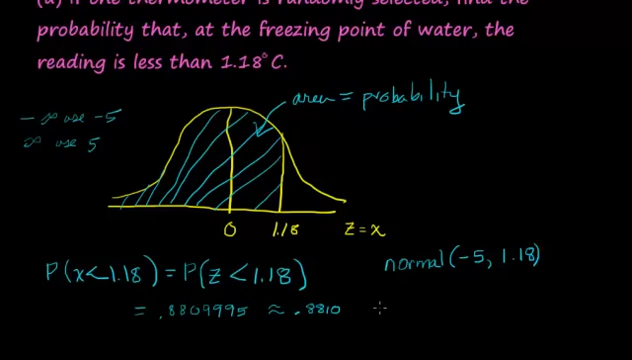 (a) If one thermometer is randomly selected, find the
probability that, at the freezing point of water, the
reading is less than 1.18° C.
area = probability
-∞ use -5
∞ use 5
0 1.18 z = x
P(x < 1.18) = P(z < 1.18)
normal(-5, 1.18)
= .8809995 ≈ .8810